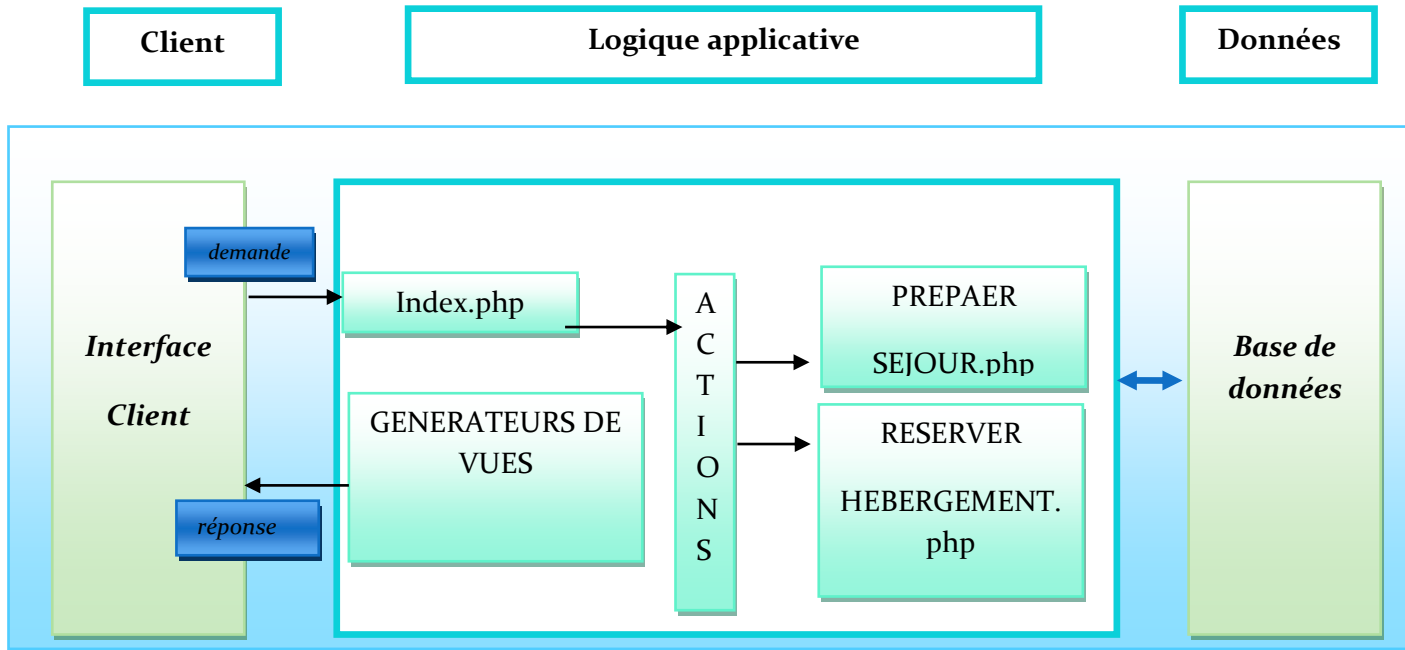 Client
Logique applicative
Données
demande
Index.php
Interface
Client
GENERATEURS DE
VUES
réponse
A
C
T
I
O
N
S
PREPAER
SEJOUR.php
RESERVER
HEBERGEMENT.
php
Base de
données